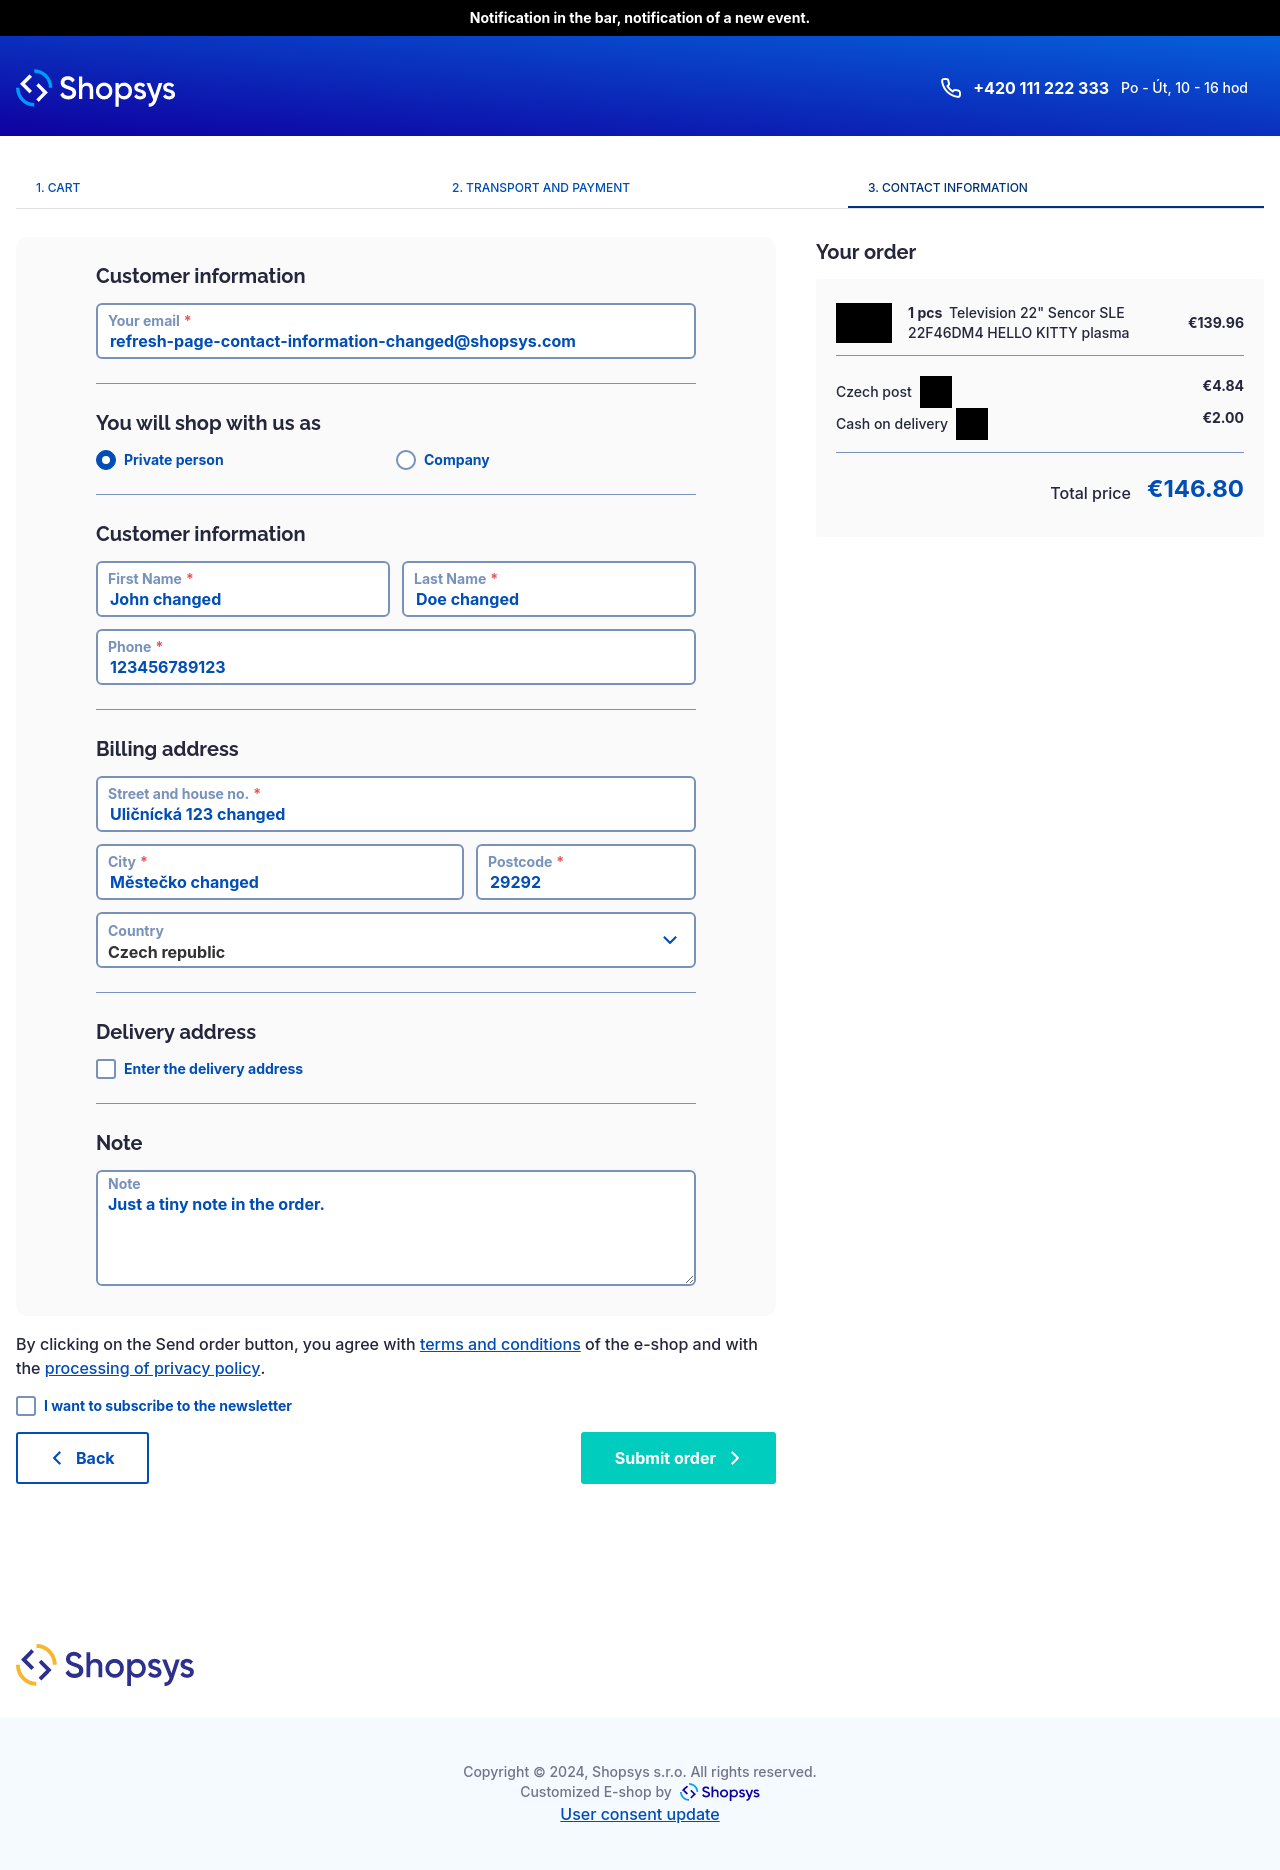 Notification in the bar, notification of a new event.
Shopsys
+420 111 222 333 Po - Út, 10 - 16 hod
1. CART
2. TRANSPORT AND PAYMENT
3. CONTACT INFORMATION
Customer information
Your email *
refresh-page-contact-information-changed@shopsys.com
You will shop with us as
Private person
Company
Customer information
First Name *
John changed
Last Name *
Doe changed
Phone *
123456789123
Billing address
Street and house no. *
Uličnícká 123 changed
City *
Městečko changed
Postcode *
29292
Country
Czech republic
Delivery address
Enter the delivery address
Note
Note
Just a tiny note in the order.
By clicking on the Send order button, you agree with terms and conditions of the e-shop and with
the processing of privacy policy.
I want to subscribe to the newsletter
Back
Submit order
Your order
1 pcs Television 22" Sencor SLE
22F46DM4 HELLO KITTY plasma
€139.96
Czech post
€4.84
Cash on delivery
€2.00
Total price €146.80
Shopsys
Copyright © 2024, Shopsys s.r.o. All rights reserved.
Customized E-shop by Shopsys
User consent update